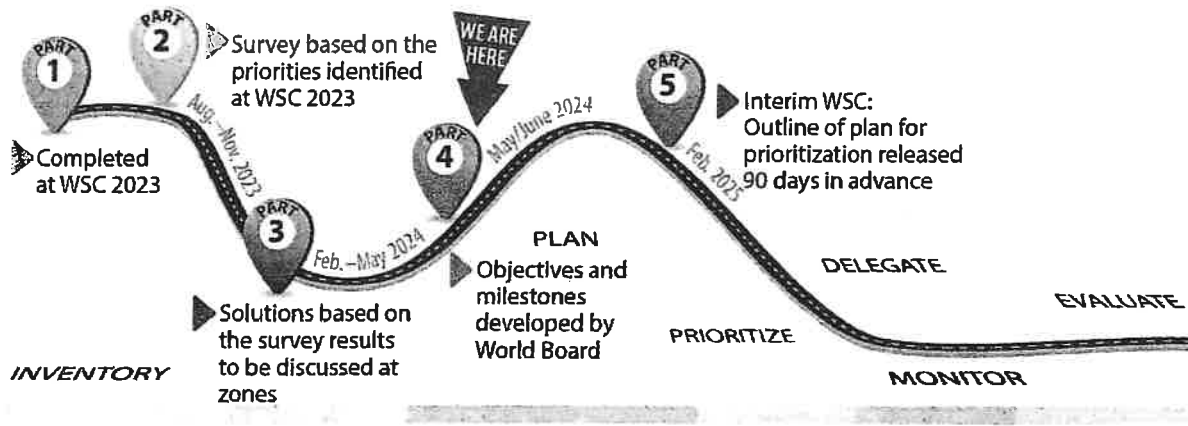 PART
1
Completed
at WSC 2023
PART
2
Survey based on the
priorities identified
at WSC 2023
Aug.–Nov. 2023
PART
3
Solutions based on
the survey results
to be discussed at
zones
Feb.–May 2024
WE ARE
HERE
PART
4
May/June 2024
PLAN
Objectives and
milestones
developed by
World Board
PART
5
Feb. 2025
Interim WSC:
Outline of plan for
prioritization released
90 days in advance
INVENTORY
PRIORITIZE
DELEGATE
MONITOR
EVALUATE